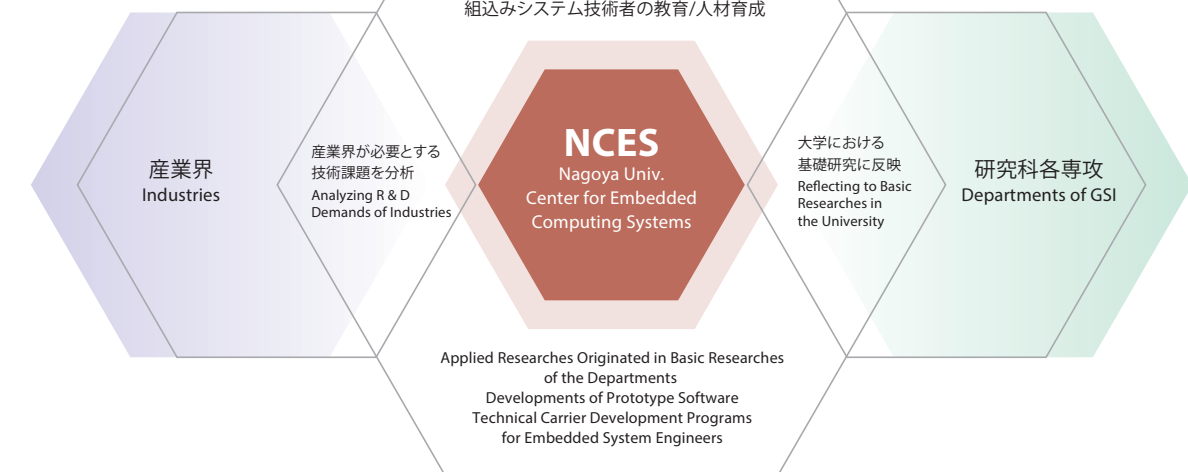 組込みシステム技術者の教育/人材育成
産業界
Industries
産業界が必要とする
技術課題を分析
Analyzing R & D
Demands of Industries
NCES
Nagoya Univ.
Center for Embedded
Computing Systems
大学における
基礎研究に反映
Reflecting to Basic
Researches in
the University
研究科各専攻
Departments of GSI
Applied Researches Originated in Basic Researches
of the Departments
Developments of Prototype Software
Technical Carrier Development Programs
for Embedded System Engineers